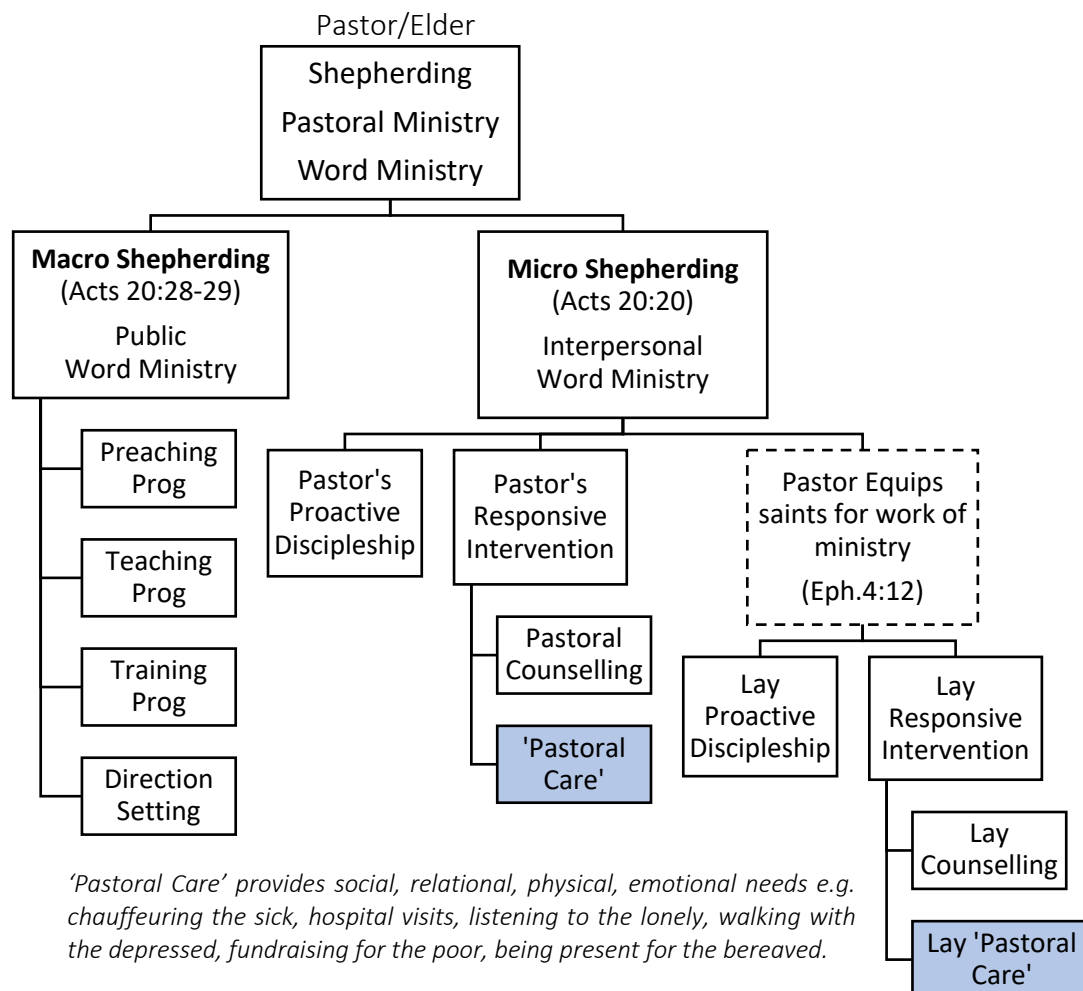 Pastor/Elder
Shepherding
Pastoral Ministry
Word Ministry
Macro Shepherding
(Acts 20:28-29)
Public
Word Ministry
Micro Shepherding
(Acts 20:20)
Interpersonal
Word Ministry
Preaching
Prog
Teaching
Prog
Training
Prog
Direction
Setting
Pastor's
Proactive
Discipleship
Pastor's
Responsive
Intervention
Pastoral
Counselling
'Pastoral
Care'
Pastor Equips
saints for work of
ministry
(Eph.4:12)
Lay
Proactive
Discipleship
Lay
Responsive
Intervention
Lay
Counselling
Lay 'Pastoral
Care'
‘Pastoral Care’ provides social, relational, physical, emotional needs e.g.
chauffeuring the sick, hospital visits, listening to the lonely, walking with
the depressed, fundraising for the poor, being present for the bereaved.